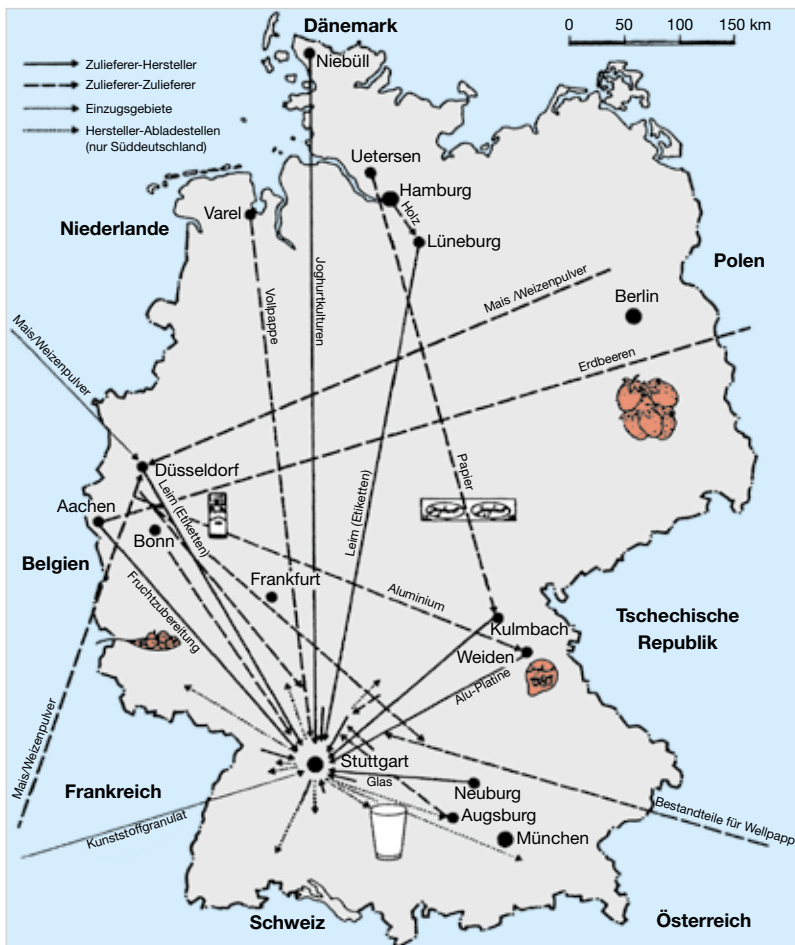 Dänemark
0 50 100 150 km
Niebüll
Zulieferer-Hersteller
Zulieferer-Zulieferer
Einzugsgebiete
Hersteller-Abladestellen
(nur Süddeutschland)
Uetersen
Hamburg
Holz
Varel
Niederlande
Lüneburg
Polen
Vollpappe
Joghurtkulturen
Mais /Weizenpulver
Berlin
Mais/Weizenpulver
Erdbeeren
Düsseldorf
Leim (Etiketten)
Papier
Leim (Etiketten)
Aachen
Bonn
Belgien
Frankfurt
Aluminium
Fruchtzubereitung
Kulmbach
Tschechische
Republik
Weiden
Alu-Platine
Mais/Weizenpulver
Stuttgart
Glas
Neuburg
Frankreich
Augsburg
Kunststoffgranulat
München
Bestandteile für Wellpapp
Schweiz
Österreich